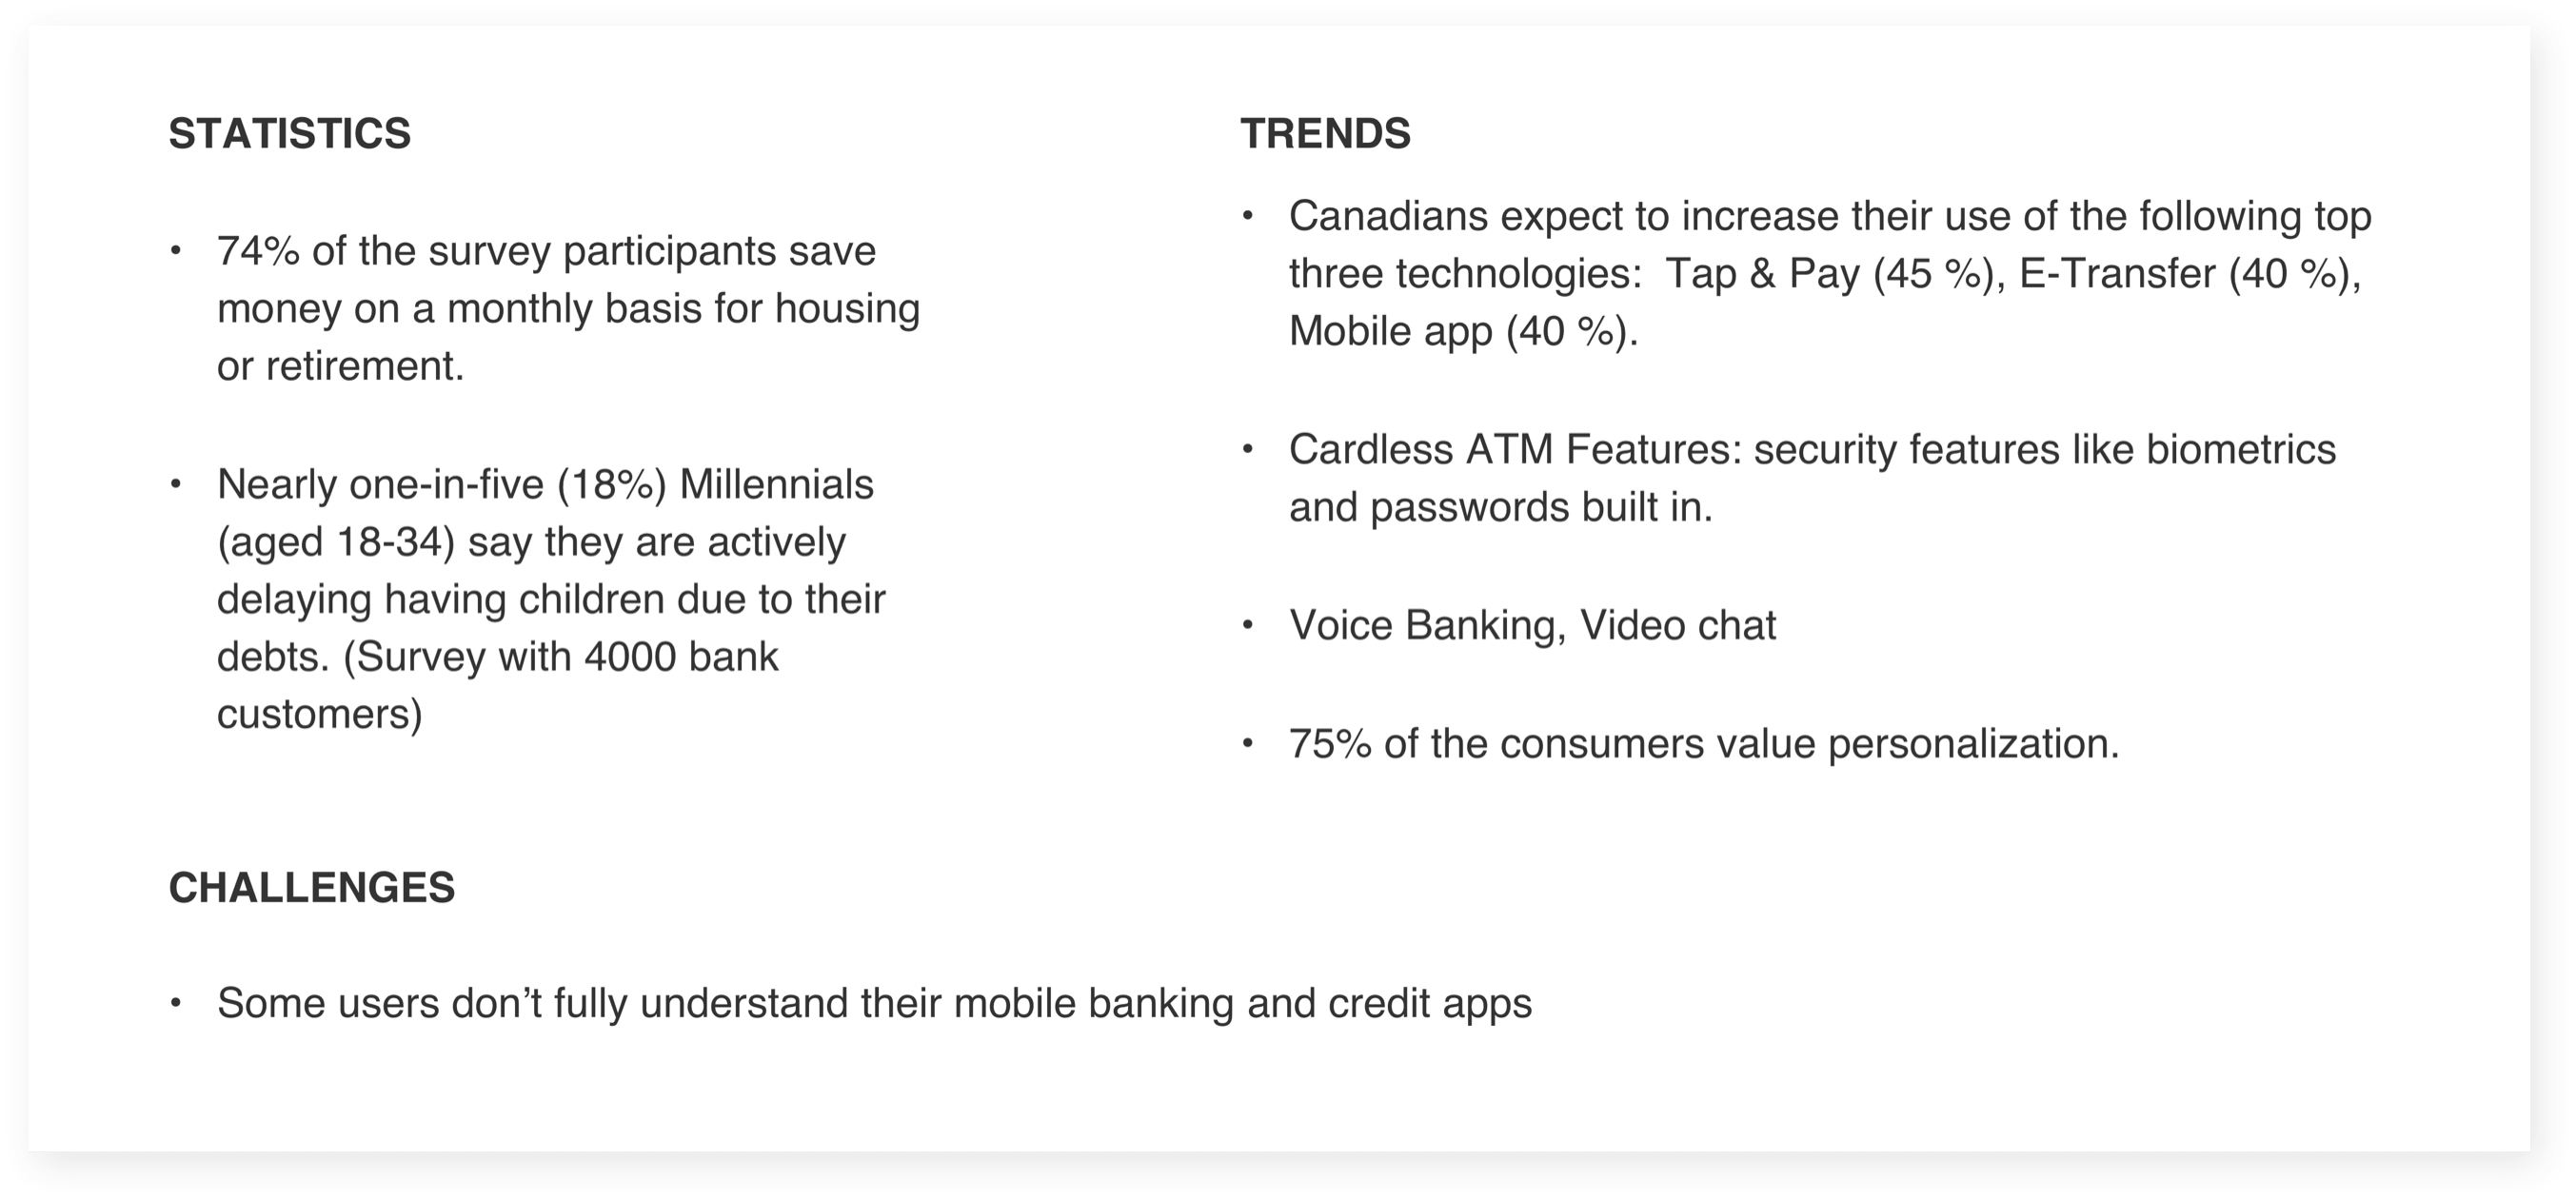 STATISTICS
• 74% of the survey participants save
money on a monthly basis for housing
or retirement.
• Nearly one-in-five (18%) Millennials
(aged 18-34) say they are actively
delaying having children due to their
debts. (Survey with 4000 bank
customers)
TRENDS
• Canadians expect to increase their use of the following top
three technologies:  Tap & Pay (45 %), E-Transfer (40 %),
Mobile app (40 %).
• Cardless ATM Features: security features like biometrics
and passwords built in.
• Voice Banking, Video chat
• 75% of the consumers value personalization.
CHALLENGES
• Some users don’t fully understand their mobile banking and credit apps